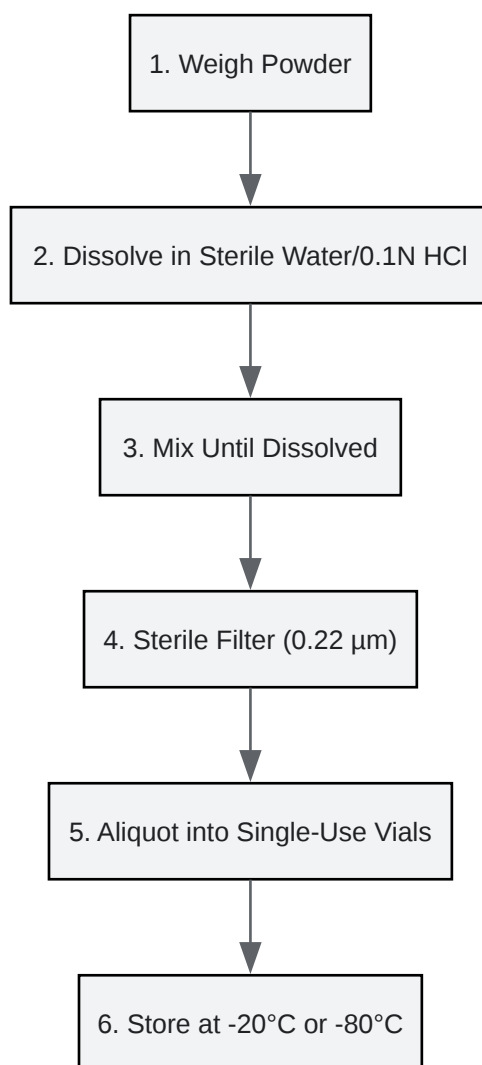 1. Weigh Powder
2. Dissolve in Sterile Water/0.1N HCl
3. Mix Until Dissolved
4. Sterile Filter (0.22 µm)
5. Aliquot into Single-Use Vials
6. Store at -20°C or -80°C